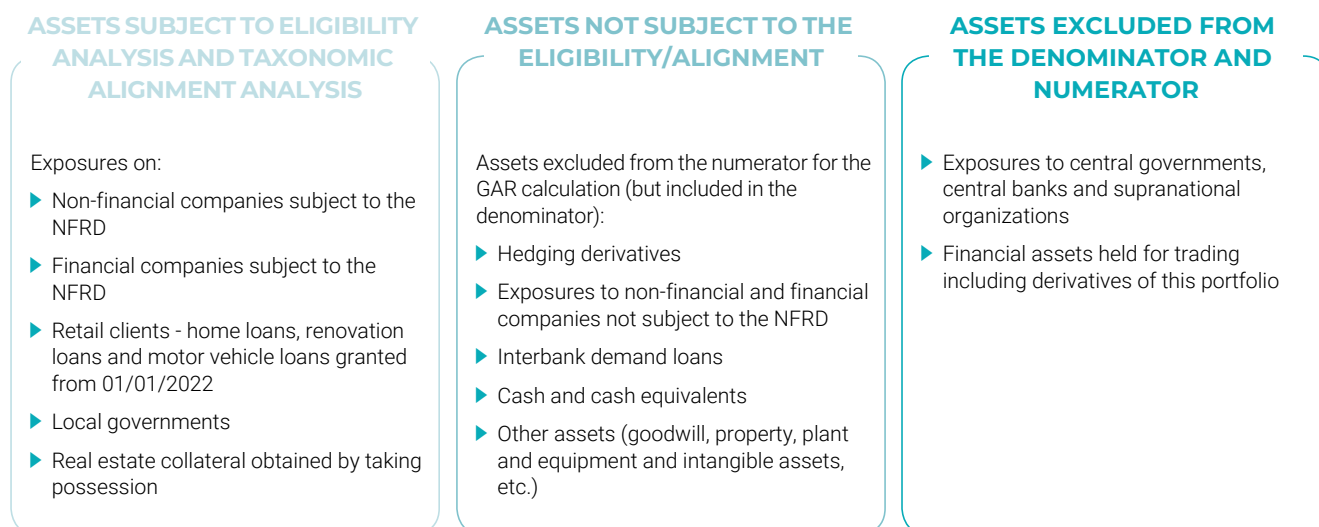 ASSETS SUBJECT TO ELIGIBILITY
ANALYSIS AND TAXONOMIC
ALIGNMENT ANALYSIS
Exposures on:
Non-financial companies subject to the
NFRD
Financial companies subject to the
NFRD
Retail clients - home loans, renovation
loans and motor vehicle loans granted
from 01/01/2022
Local governments
Real estate collateral obtained by taking
possession
ASSETS NOT SUBJECT TO THE
ELIGIBILITY/ALIGNMENT
Assets excluded from the numerator for the
GAR calculation (but included in the
denominator):
Hedging derivatives
Exposures to non-financial and financial
companies not subject to the NFRD
Interbank demand loans
Cash and cash equivalents
Other assets (goodwill, property, plant
and equipment and intangible assets,
etc.)
ASSETS EXCLUDED FROM
THE DENOMINATOR AND
NUMERATOR
Exposures to central governments,
central banks and supranational
organizations
Financial assets held for trading
including derivatives of this portfolio